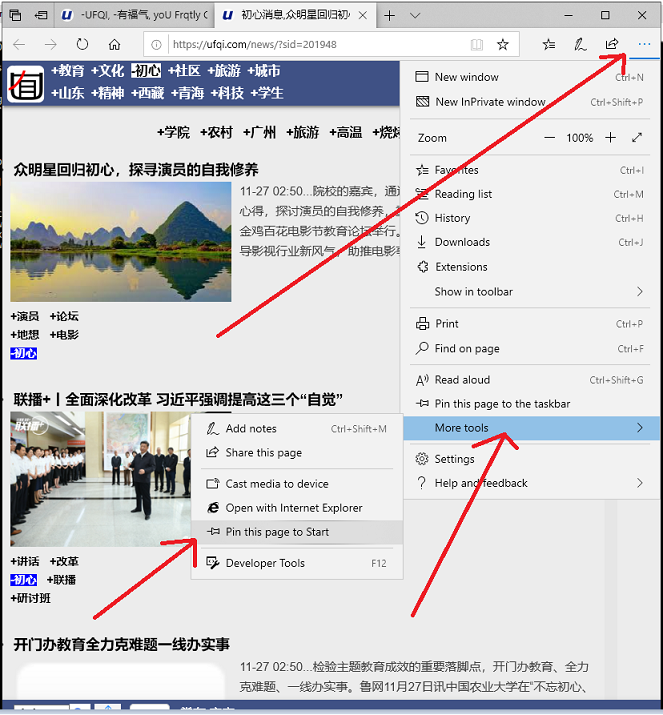 -UFQI, -有福气, yoU Frqtly Q
初心消息,众明星回归初心
https://ufqi.com/news/?sid=201948
自
+教育 +文化 -初心 +社区 +旅游 +城市
+山东 +精神 +西藏 +青海 +科技 +学生
+学院 +农村 +广州 +旅游 +高温 +烧烤
众明星回归初心，探寻演员的自我修养
11-27 02:50...院校的嘉宾，通
心得，探讨演员的自我修养，
金鸡百花电影节教育论坛举行。
导影视行业新风气，助推电影
+演员 +论坛
+地想 +电影
-初心
联播+丨全面深化改革 习近平强调提高这三个“自觉”
联播+
+讲话 +改革
-初心 +联播
+研讨班
开门办教育全力克难题一线办实事
11-27 02:50...检验主题教育成效的重要落脚点，开门办教育、全力
克难题、一线办实事。鲁网11月27日讯中国农业大学在“不忘初心、
New window Ctrl+N
New InPrivate window Ctrl+Shift+P
Zoom — 100% +
Favorites Ctrl+I
Reading list Ctrl+M
History Ctrl+H
Downloads Ctrl+J
Extensions
Show in toolbar
Print Ctrl+P
Find on page Ctrl+F
Read aloud Ctrl+Shift+G
Pin this page to the taskbar
More tools
Settings
Help and feedback
Add notes Ctrl+Shift+M
Share this page
Cast media to device
Open with Internet Explorer
Pin this page to Start
Developer Tools F12